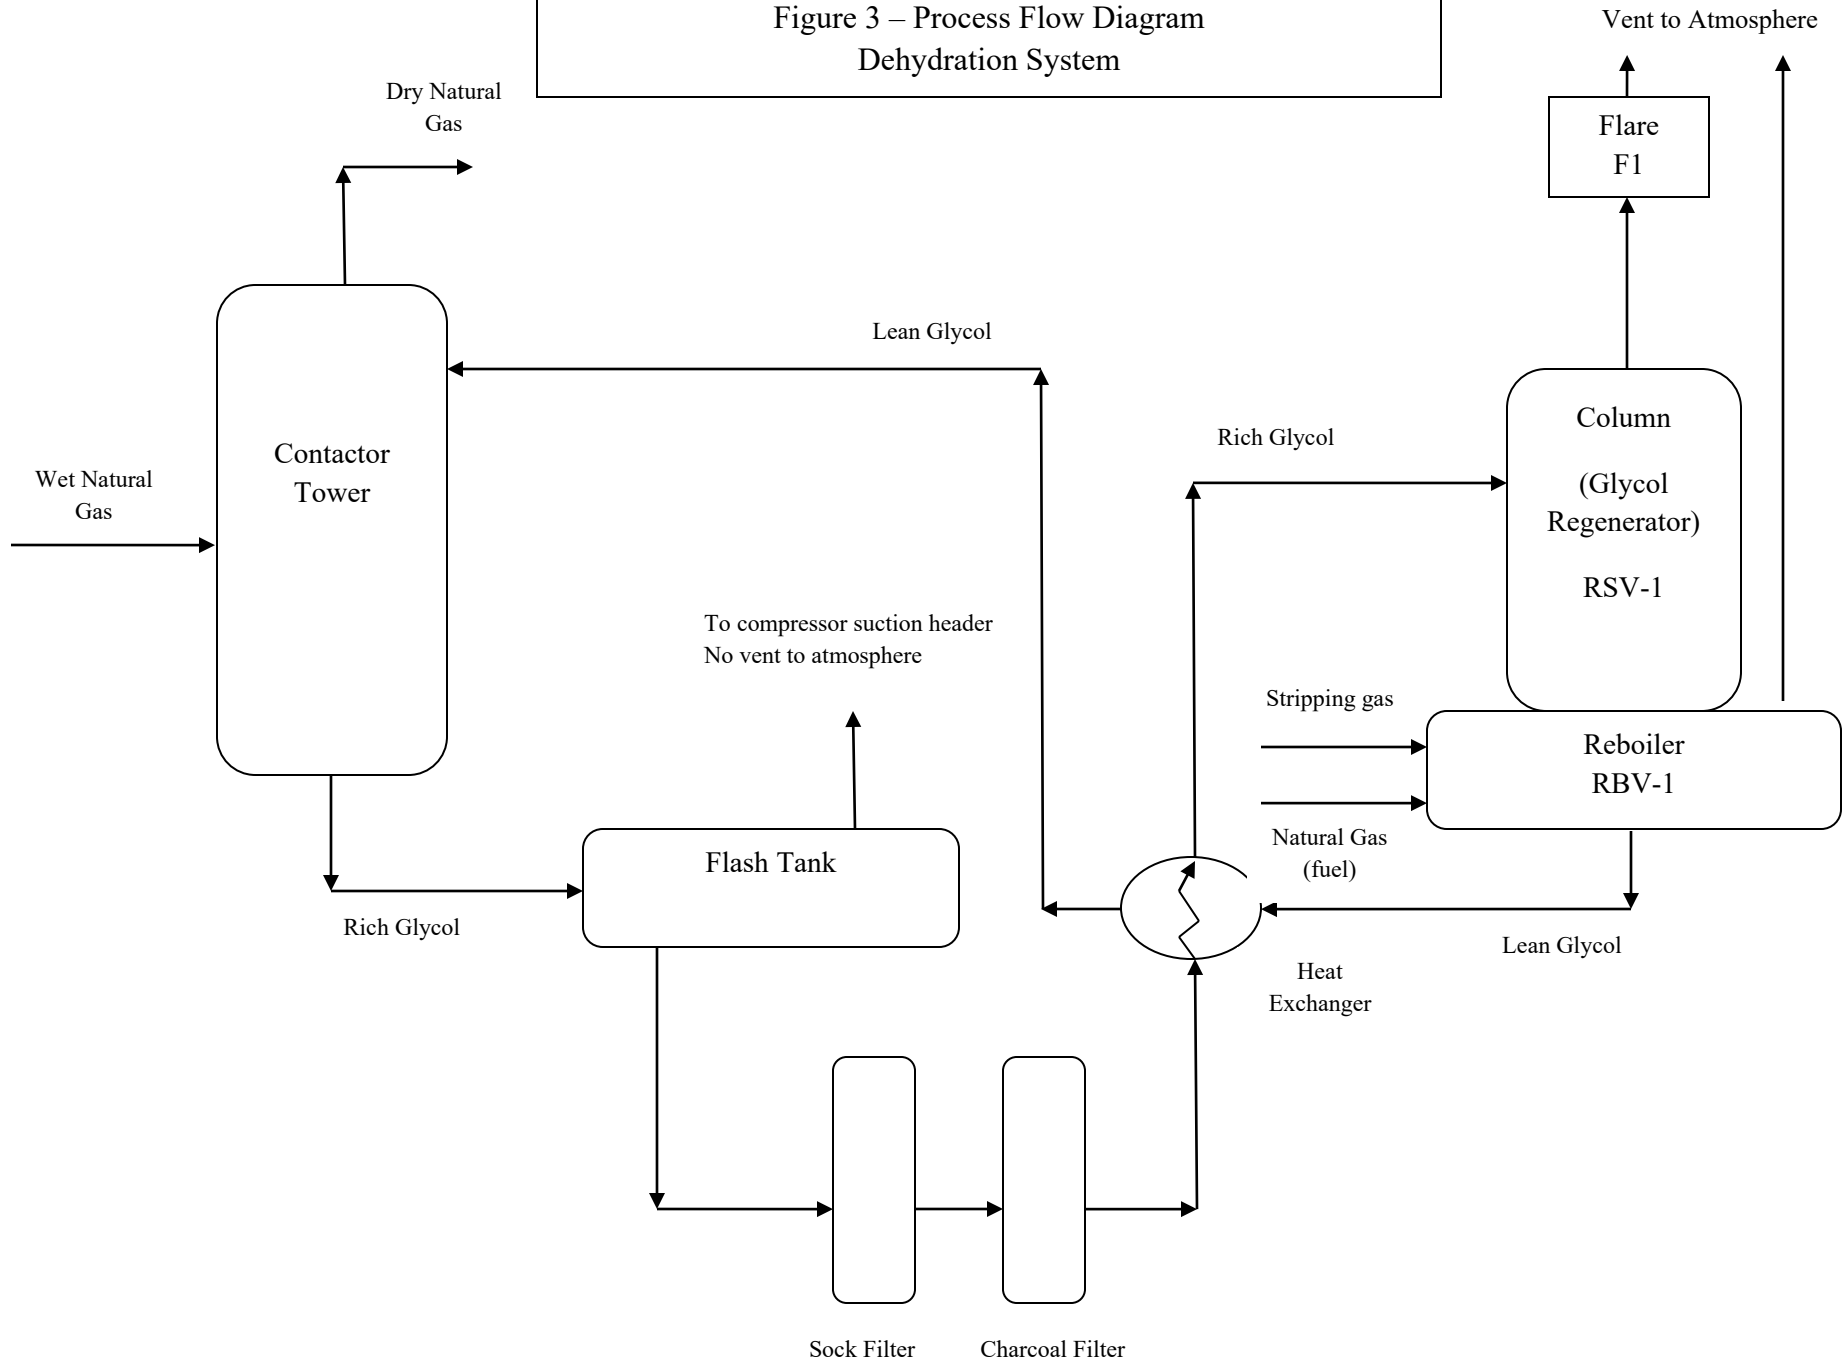 Figure 3 – Process Flow Diagram
Dehydration System
Vent to Atmosphere
Dry Natural
Gas
Flare
F1
Lean Glycol
Contactor
Tower
Wet Natural
Gas
Rich Glycol
Column
(Glycol
Regenerator)
RSV-1
To compressor suction header
No vent to atmosphere
Stripping gas
Reboiler
RBV-1
Natural Gas
(fuel)
Flash Tank
Rich Glycol
Lean Glycol
Heat
Exchanger
Sock Filter
Charcoal Filter